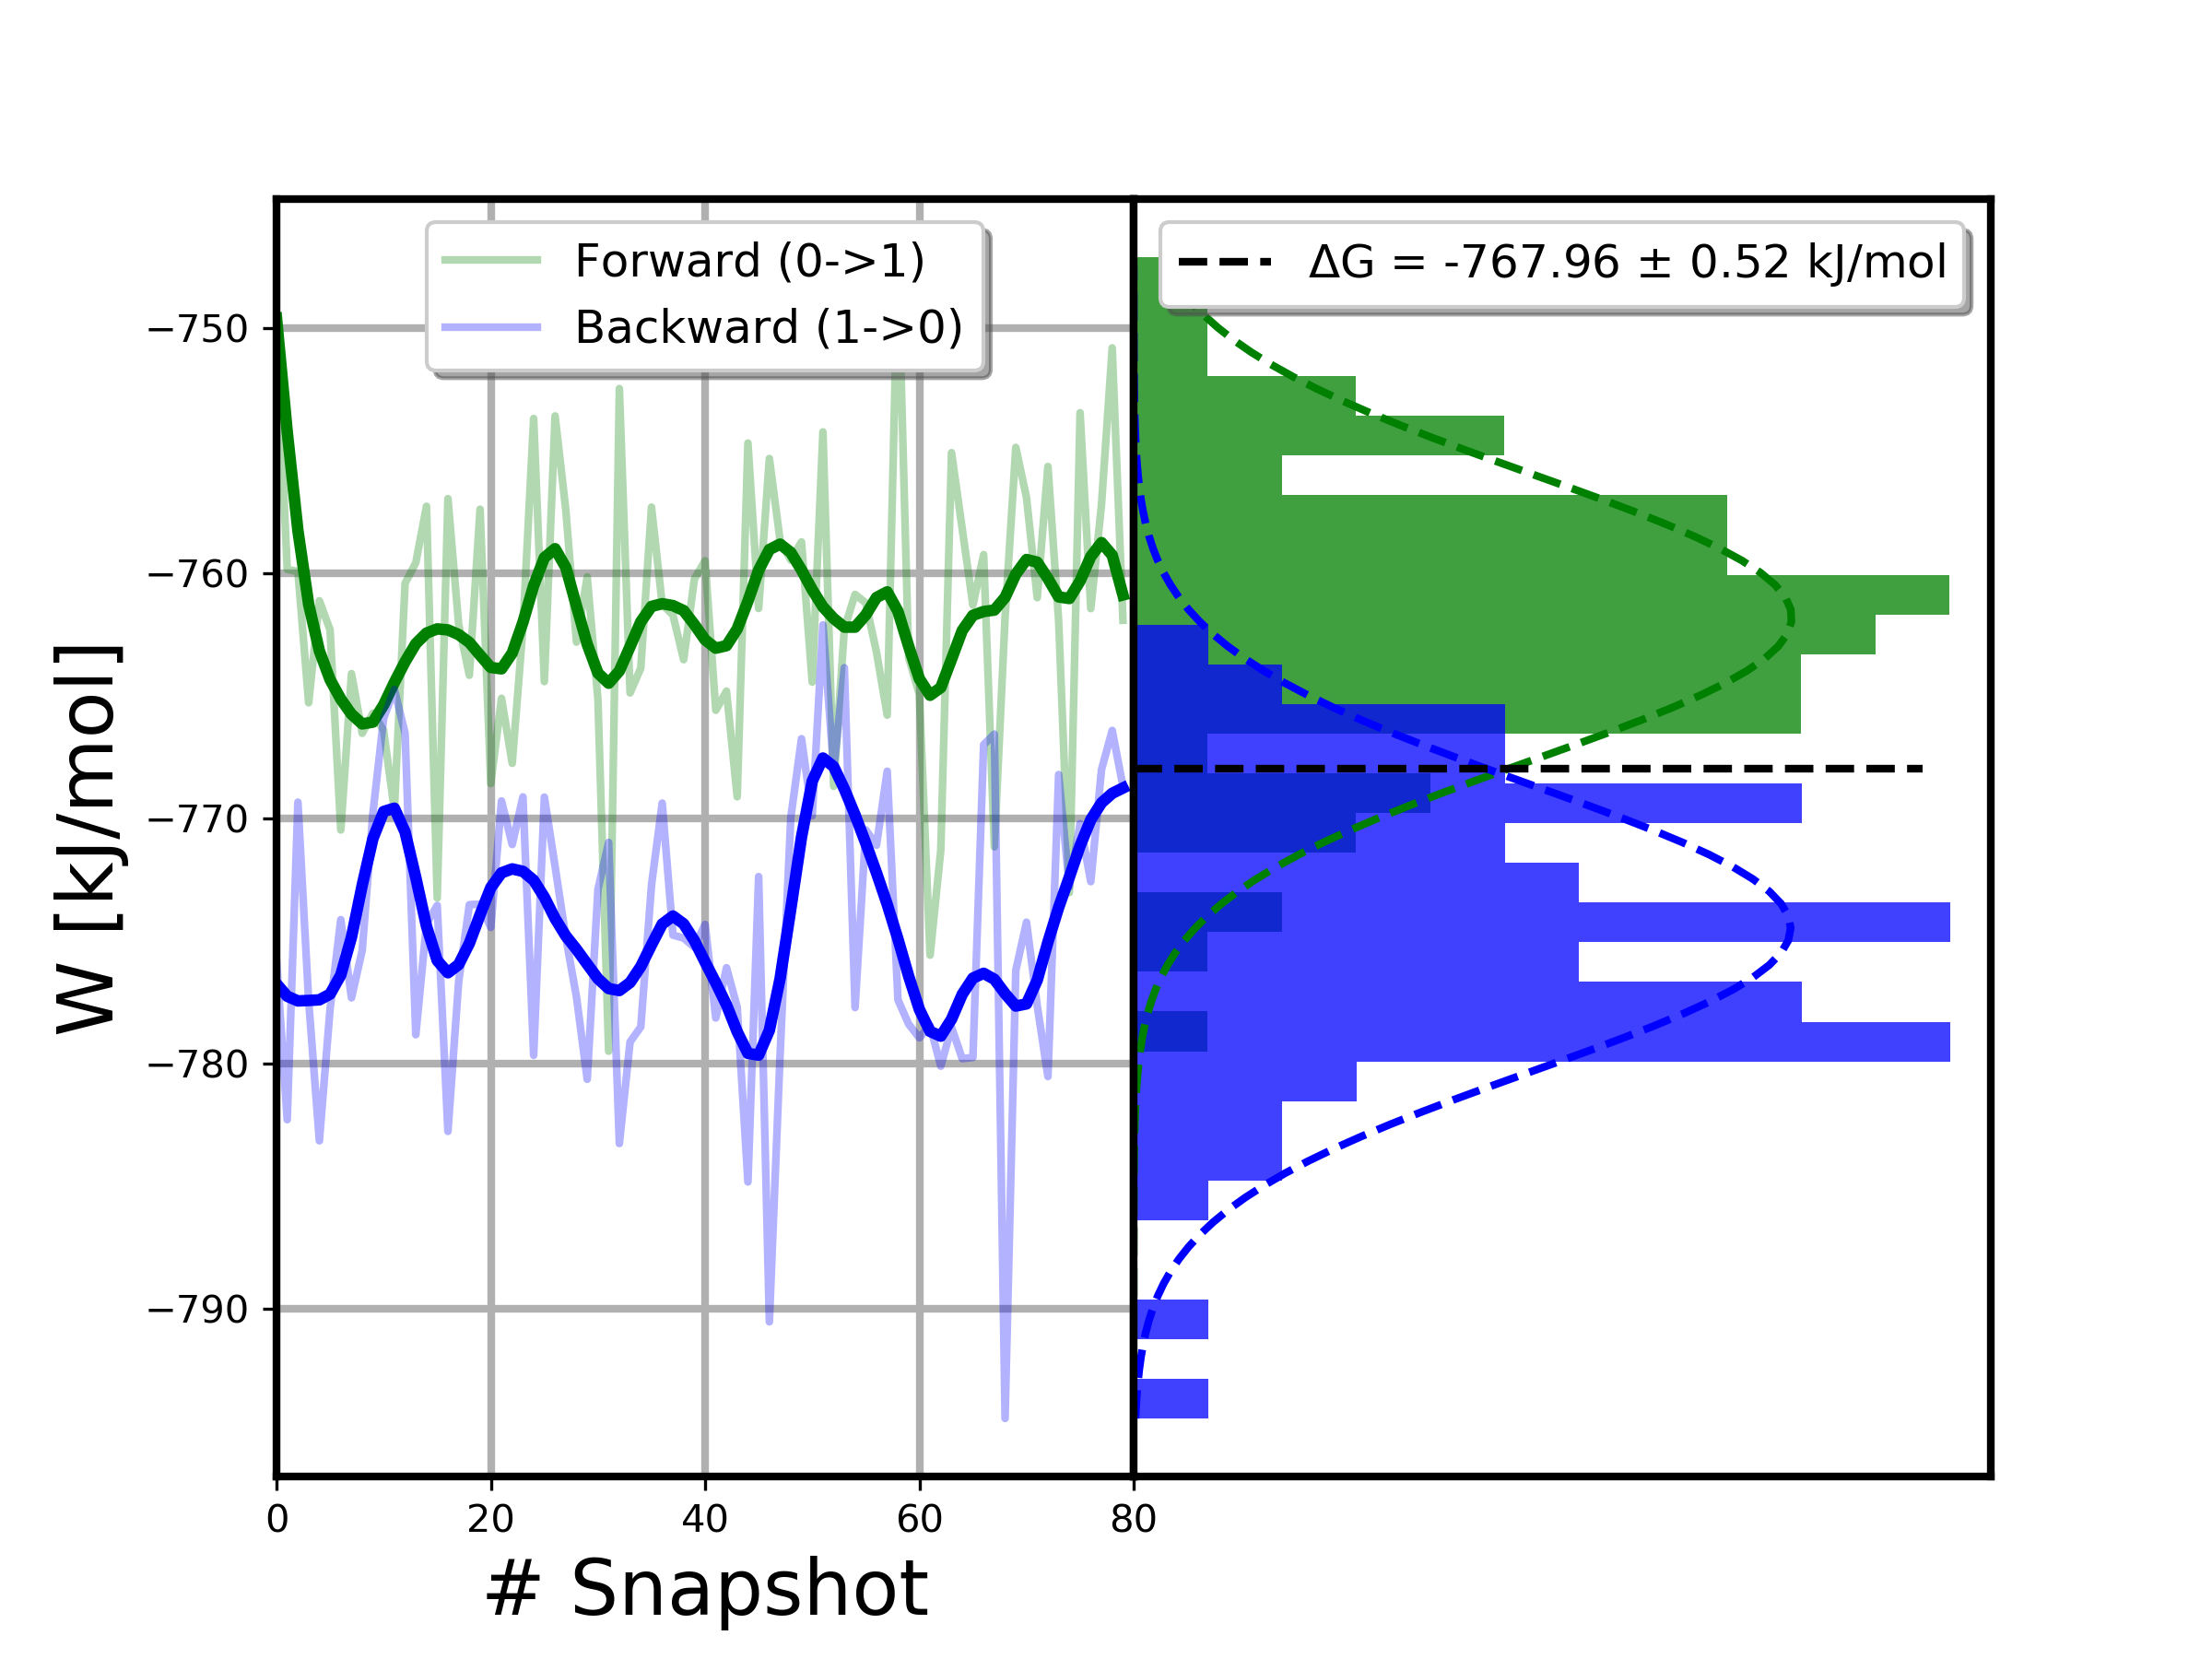 Forward (0->1)
Backward (1->0)
ΔG = -767.96 ± 0.52 kJ/mol
W [kJ/mol]
−750
−760
−770
−780
−790
0 20 40 60 80
# Snapshot